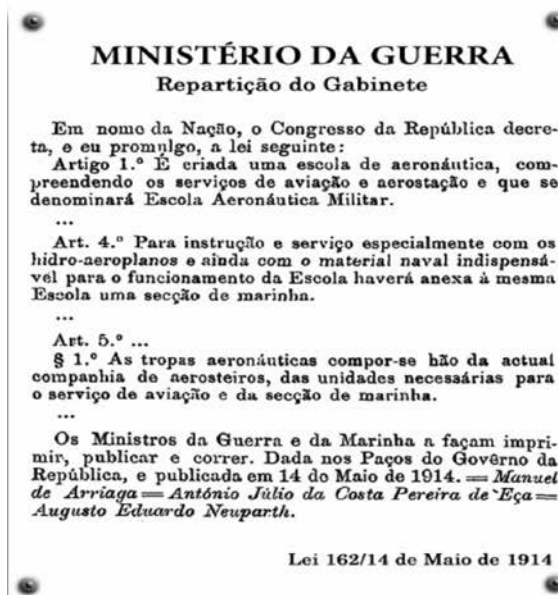 MINISTÉRIO DA GUERRA
Repartição do Gabinete
Em nome da Nação, o Congresso da República decre-
ta, e eu promulgo, a lei seguinte:
Artigo 1.º É criada uma escola de aeronáutica, com-
preendendo os serviços de aviação e aerostação e que se
denominará Escola Aeronáutica Militar.
...
Art. 4.º Para instrução e serviço especialmente com os
hidro-aeroplanos e ainda com o material naval indispensá-
vel para o funcionamento da Escola haverá anexa à mesma
Escola uma secção de marinha.
...
Art. 5.º ...
§ 1.º As tropas aeronáuticas compor-se hão da actual
companhia de aerosteiros, das unidades necessárias para
o serviço de aviação e da secção de marinha.
...
Os Ministros da Guerra e da Marinha a façam impri-
mir, publicar e correr. Dada nos Paços do Govêrno da
República, e publicada em 14 do Maio de 1914. = Manuel
de Arriaga = António Júlio da Costa Pereira de Eça =
Augusto Eduardo Neuparth.
Lei 162/14 de Maio de 1914